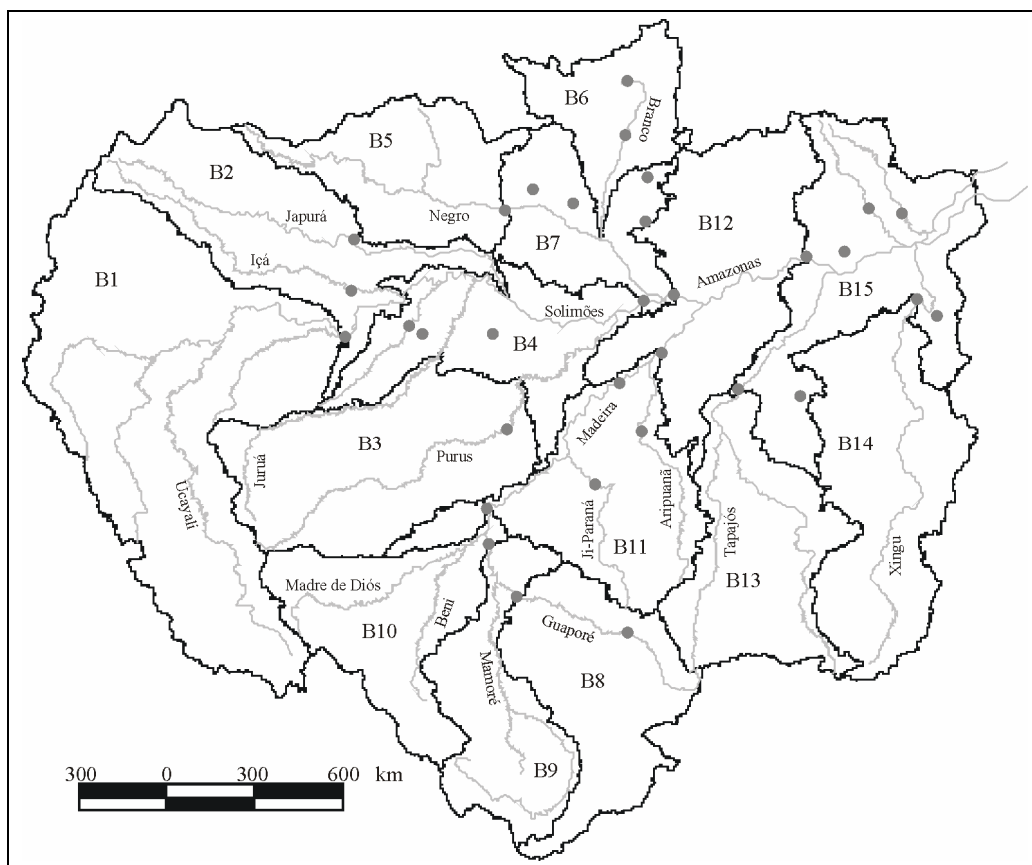 B6
Branco
B5
B2
B12
Japurá
Negro
B7
Içá
B1
Amazonas
B15
Solimões
B4
Madeira
B3
Purus
B14
Juruá
Ucayali
Ji-Paraná
Aripuanã
Tapajós
Xingu
B11
B13
Madre de Diós
Beni
Guaporé
B10
Mamoré
B8
B9
300 0 300 600 km